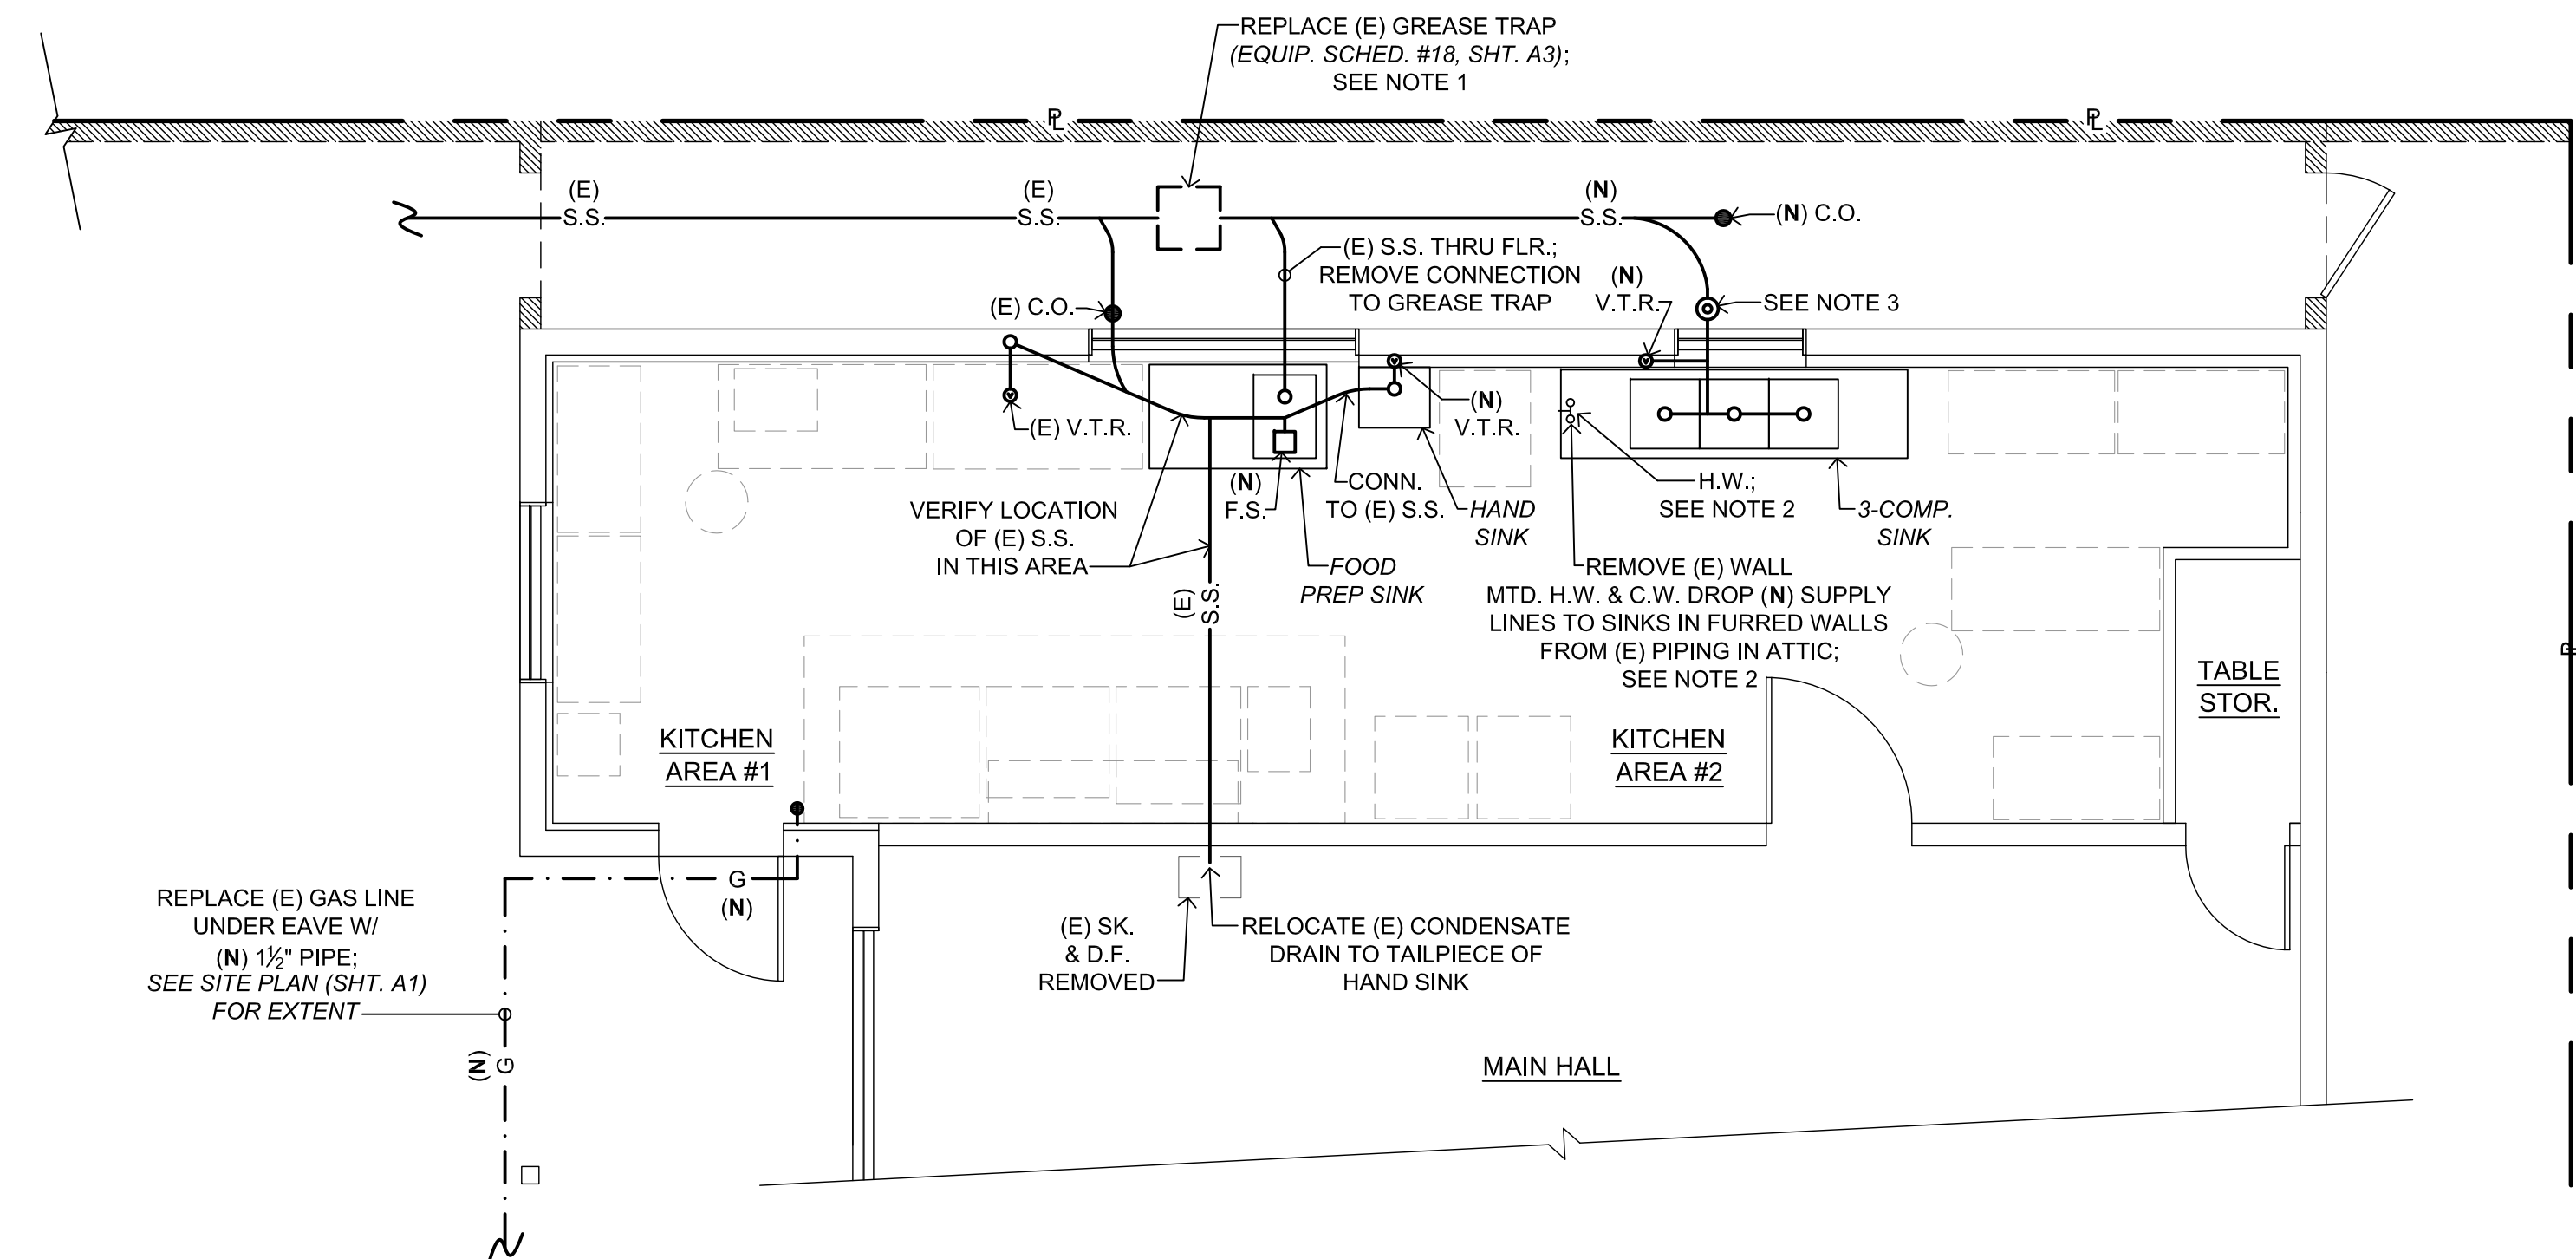 REPLACE (E) GREASE TRAP
(EQUIP. SCHED. #18, SHT. A3);
SEE NOTE 1
PL
PL
(E)
S.S.
(E)
S.S.
(N)
S.S.
(N) C.O.
(E) S.S. THRU FLR.;
REMOVE CONNECTION
TO GREASE TRAP
(N)
V.T.R.
SEE NOTE 3
(E) C.O.
(E) V.T.R.
(N)
V.T.R.
VERIFY LOCATION
OF (E) S.S.
IN THIS AREA
(N)
F.S.
CONN.
TO (E) S.S.
HAND
SINK
H.W.;
SEE NOTE 2
3-COMP.
SINK
FOOD
PREP SINK
(E)
S.S.
REMOVE (E) WALL
MTD. H.W. & C.W. DROP (N) SUPPLY
LINES TO SINKS IN FURRED WALLS
FROM (E) PIPING IN ATTIC;
SEE NOTE 2
PL
TABLE
STOR.
KITCHEN
AREA #1
KITCHEN
AREA #2
G
(N)
REPLACE (E) GAS LINE
UNDER EAVE W/
(N) 1½" PIPE;
SEE SITE PLAN (SHT. A1)
FOR EXTENT
(E) SK.
& D.F.
REMOVED
RELOCATE (E) CONDENSATE
DRAIN TO TAILPIECE OF
HAND SINK
(N)
G
MAIN HALL